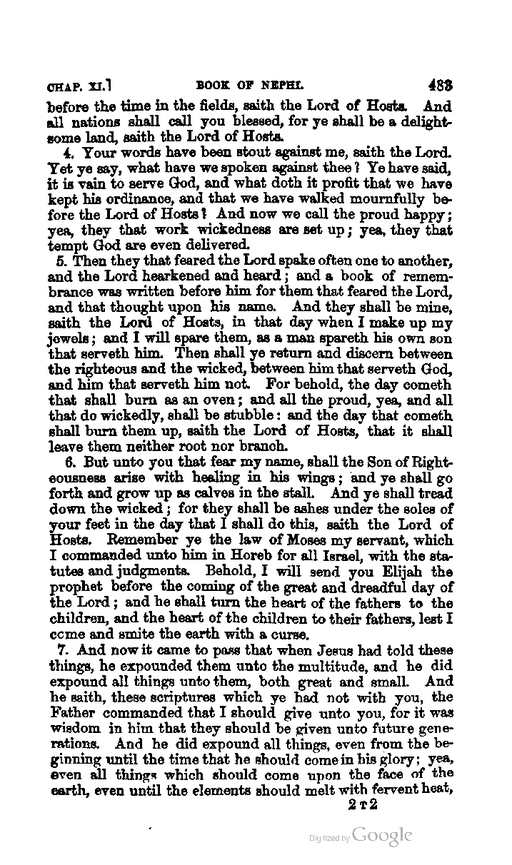 CHAP. XI.] BOOK OF NEPHI. 483
before the time in the fields, saith the Lord of Hosts. And
all nations shall call you blessed, for ye shall be a delight-
some land, saith the Lord of Hosts.
4. Your words have been stout against me, saith the Lord.
Yet ye say, what have we spoken against thee? Ye have said,
it is vain to serve God, and what doth it profit that we have
kept his ordinance, and that we have walked mournfully be-
fore the Lord of Hosts? And now we call the proud happy;
yea, they that work wickedness are set up; yea, they that
tempt God are even delivered.
5. Then they that feared the Lord spake often one to another,
and the Lord hearkened and heard; and a book of remem-
brance was written before him for them that feared the Lord,
and that thought upon his name. And they shall be mine,
saith the Lord of Hosts, in that day when I make up my
jewels; and I will spare them, as a man spareth his own son
that serveth him. Then shall ye return and discern between
the righteous and the wicked, between him that serveth God,
and him that serveth him not. For behold, the day cometh
that shall burn as an oven; and all the proud, yea, and all
that do wickedly, shall be stubble: and the day that cometh
shall burn them up, saith the Lord of Hosts, that it shall
leave them neither root nor branch.
6. But unto you that fear my name, shall the Son of Right-
eousness arise with healing in his wings; and ye shall go
forth and grow up as calves in the stall. And ye shall tread
down the wicked; for they shall be ashes under the soles of
your feet in the day that I shall do this, saith the Lord of
Hosts. Remember ye the law of Moses my servant, which
I commanded unto him in Horeb for all Israel, with the sta-
tutes and judgments. Behold, I will send you Elijah the
prophet before the coming of the great and dreadful day of
the Lord; and he shall turn the heart of the fathers to the
children, and the heart of the children to their fathers, lest I
come and smite the earth with a curse.
7. And now it came to pass that when Jesus had told these
things, he expounded them unto the multitude, and he did
expound all things unto them, both great and small. And
he saith, these scriptures which ye had not with you, the
Father commanded that I should give unto you, for it was
wisdom in him that they should be given unto future gene-
rations. And he did expound all things, even from the be-
ginning until the time that he should come in his glory; yea,
even all things which should come upon the face of the
earth, even until the elements should melt with fervent heat,
2 T 2
Digitized by Google